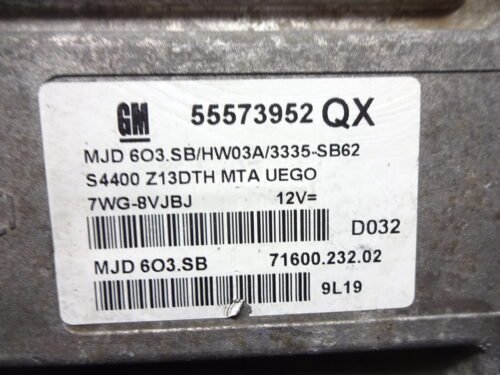 GM 55573952 QX
MJD 6O3.SB/HW03A/3335-SB62
S4400 Z13DTH MTA UEGO
7WG-8VJBJ 12V=
D032
MJD 6O3.SB 71600.232.02
9L19